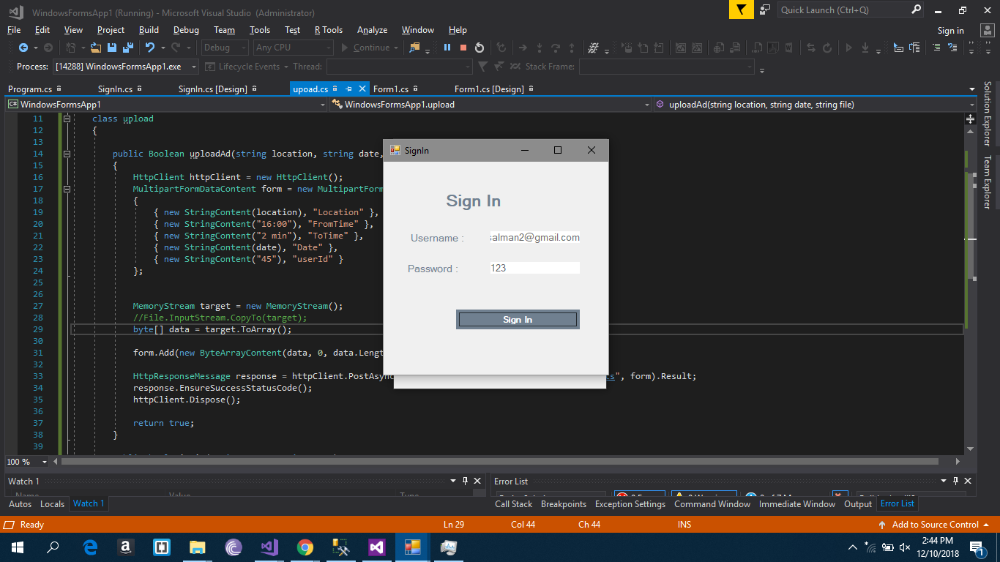 WindowsFormsApp1 (Running) - Microsoft Visual Studio (Administrator)
Quick Launch (Ctrl+Q)
File Edit View Project Build Debug Team Tools Test R Tools Analyze Window Help
Sign in
Debug Any CPU Continue
Process: [14288] WindowsFormsApp1.exe Lifecycle Events Thread: Stack Frame:
Program.cs SignIn.cs SignIn.cs [Design] upoad.cs Form1.cs Form1.cs [Design]
C# WindowsFormsApp1 WindowsFormsApp1.upload uploadAd(string location, string date, string file)
Solution Explorer
Team Explorer
11 class upload
12 {
13
14 public Boolean uploadAd(string location, string date,
15 {
16 HttpClient httpClient = new HttpClient();
17 MultipartFormDataContent form = new MultipartForm
18 {
19 { new StringContent(location), "Location" },
20 { new StringContent("16:00"), "FromTime" },
21 { new StringContent("2 min"), "ToTime" },
22 { new StringContent(date), "Date" },
23 { new StringContent("45"), "userId" }
24 };
25
26
27 MemoryStream target = new MemoryStream();
28 //File.InputStream.CopyTo(target);
29 byte[] data = target.ToArray();
30
31 form.Add(new ByteArrayContent(data, 0, data.Lengt
32
33 HttpResponseMessage response = httpClient.PostAsync s", form).Result;
34 response.EnsureSuccessStatusCode();
35 httpClient.Dispose();
36
37 return true;
38 }
39
SignIn
Sign In
Username : salman2@gmail.com
Password : 123
Sign In
100 %
Watch 1
Name Value Type
Error List
Autos Locals Watch 1
Call Stack Breakpoints Exception Settings Command Window Immediate Window Output Error List
Ready Ln 29 Col 44 Ch 44 INS Add to Source Control
2:44 PM
12/10/2018
1